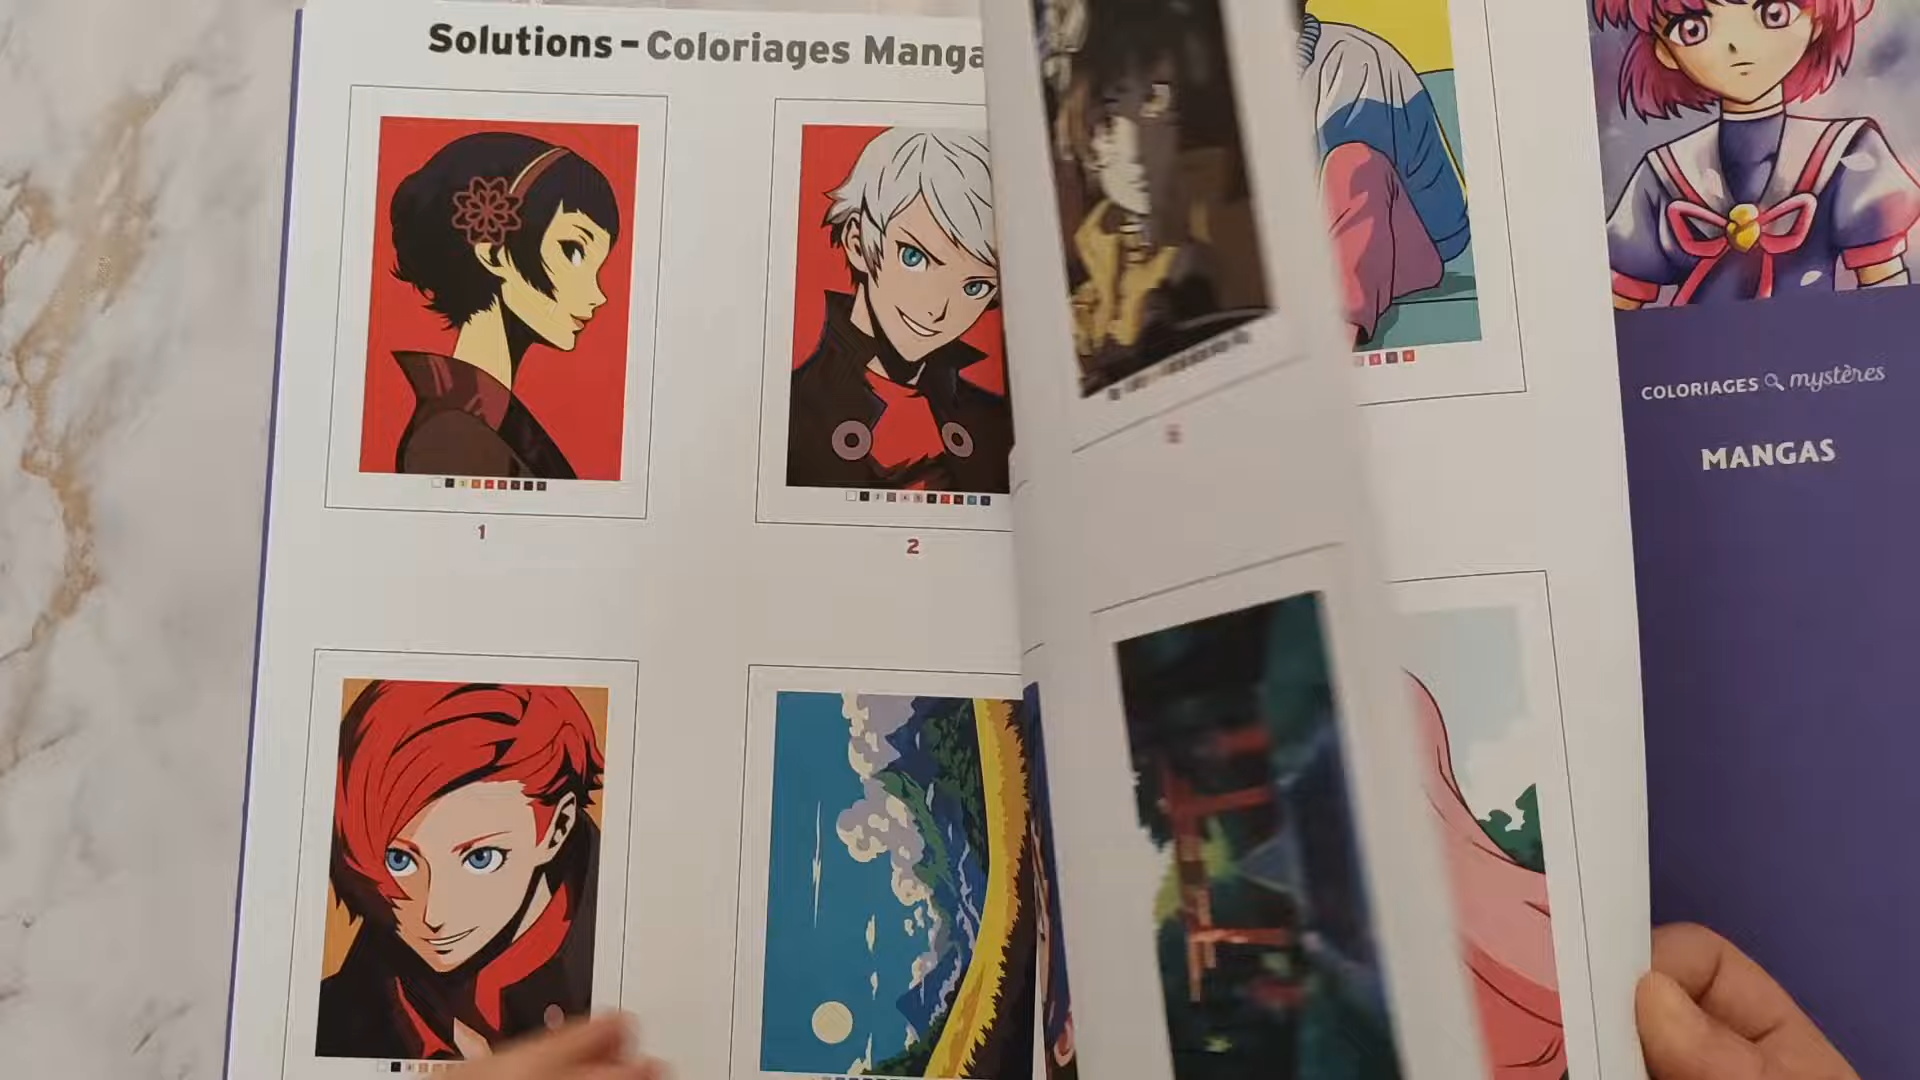 Solutions - Coloriages Manga
1
2
COLORIAGES mystères
MANGAS